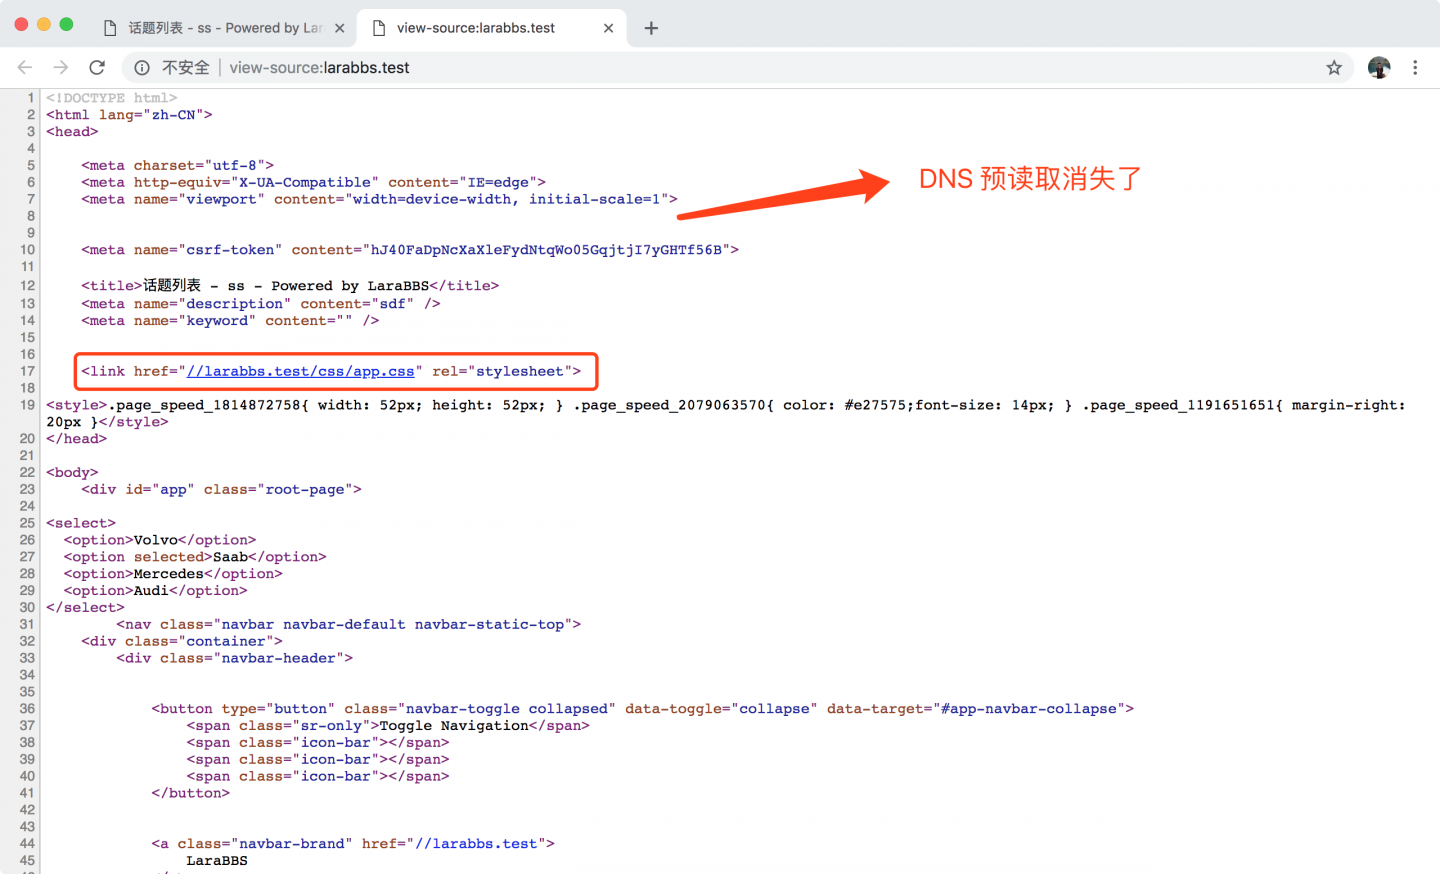 话题列表 - ss - Powered by Lar
view-source:larabbs.test
不安全 view-source:larabbs.test
1 <!DOCTYPE html>
2 <html lang="zh-CN">
3 <head>
4
5 <meta charset="utf-8">
6 <meta http-equiv="X-UA-Compatible" content="IE=edge">
7 <meta name="viewport" content="width=device-width, initial-scale=1">
DNS 预读取消失了
8
9
10 <meta name="csrf-token" content="hJ40FaDpNcXaXleFydNtqWo05GqjtjI7yGHTf56B">
11
12 <title>话题列表 - ss - Powered by LaraBBS</title>
13 <meta name="description" content="sdf" />
14 <meta name="keyword" content="" />
15
16
17 <link href="//larabbs.test/css/app.css" rel="stylesheet">
18
19 <style>.page_speed_1814872758{ width: 52px; height: 52px; } .page_speed_2079063570{ color: #e27575;font-size: 14px; } .page_speed_1191651651{ margin-right:
20px }</style>
20 </head>
21
22 <body>
23 <div id="app" class="root-page">
24
25 <select>
26 <option>Volvo</option>
27 <option selected>Saab</option>
28 <option>Mercedes</option>
29 <option>Audi</option>
30 </select>
31 <nav class="navbar navbar-default navbar-static-top">
32 <div class="container">
33 <div class="navbar-header">
34
35
36 <button type="button" class="navbar-toggle collapsed" data-toggle="collapse" data-target="#app-navbar-collapse">
37 <span class="sr-only">Toggle Navigation</span>
38 <span class="icon-bar"></span>
39 <span class="icon-bar"></span>
40 <span class="icon-bar"></span>
41 </button>
42
43
44 <a class="navbar-brand" href="//larabbs.test">
45 LaraBBS